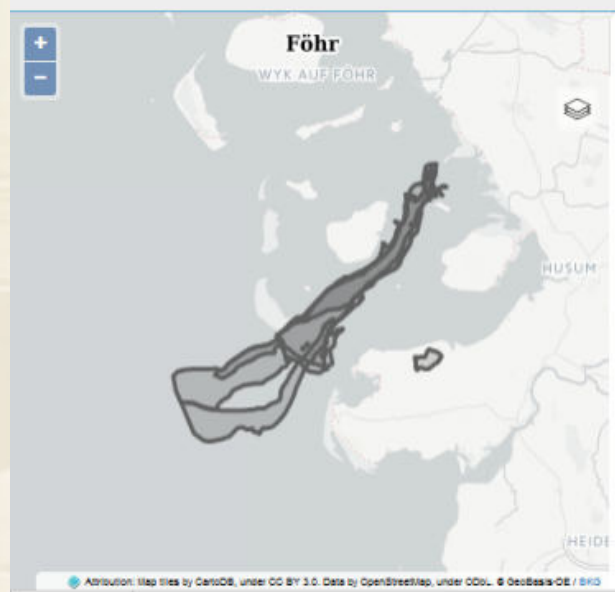 +
Föhr
WYK AUF FÖHR
−
HUSUM
HEIDE
Attribution: Map tiles by CartoDB, under CC BY 3.0. Data by OpenStreetMap, under ODbL. © GeoBasis-DE / BKG